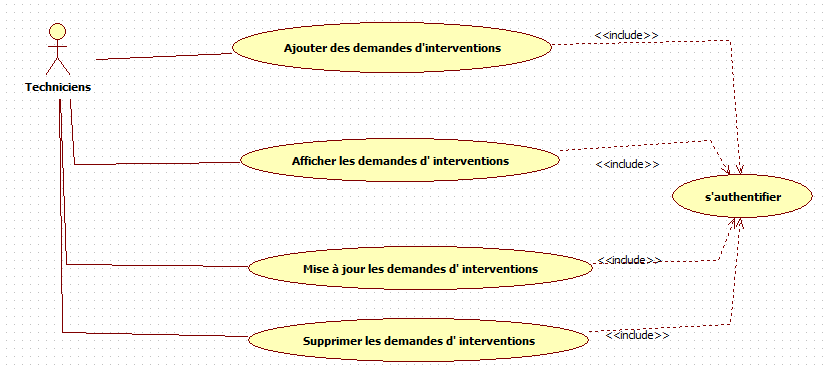 Ajouter des demandes d'interventions
<<include>>
Techniciens
Afficher les demandes d' interventions
<<include>>
s'authentifier
Mise à jour les demandes d' interventions
<<include>>
Supprimer les demandes d' interventions
<<include>>